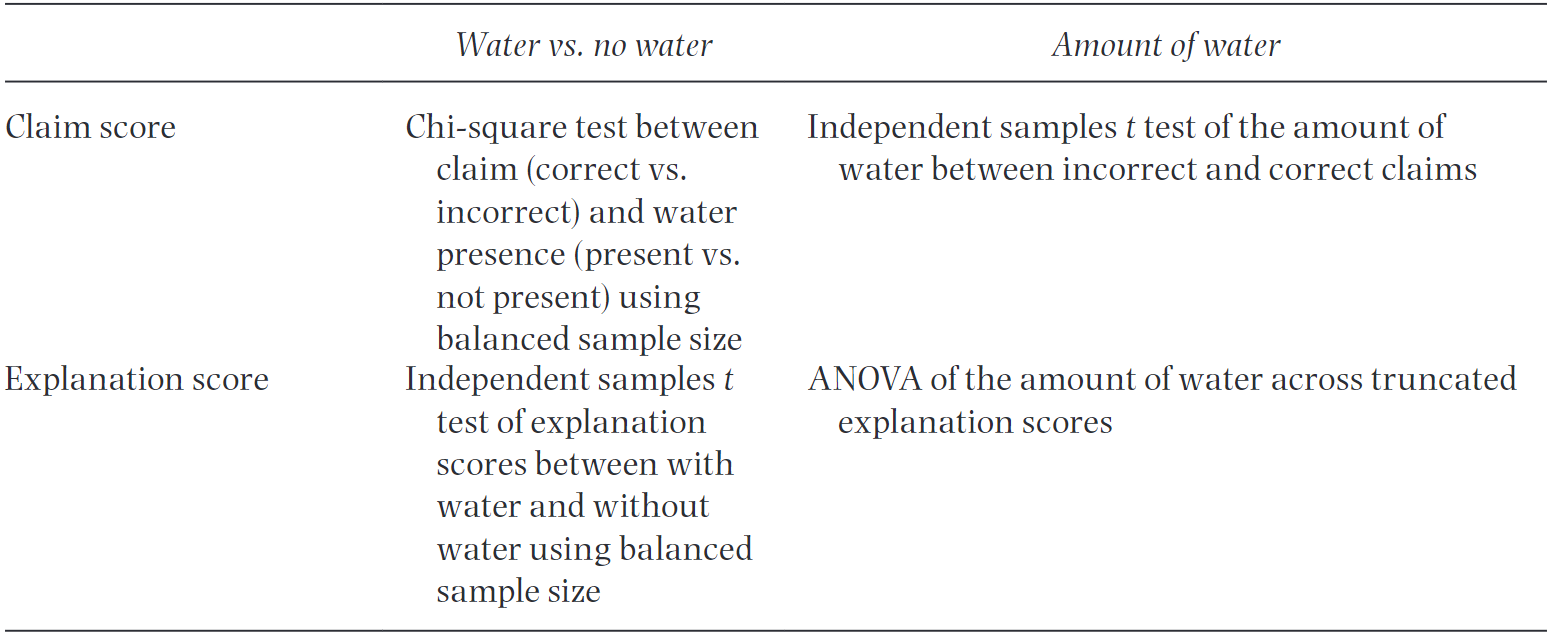 Water vs. no water Amount of water
Claim score Chi-square test between Independent samples t test of the amount of
claim (correct vs. water between incorrect and correct claims
incorrect) and water
presence (present vs.
not present) using
balanced sample size
Explanation score Independent samples t ANOVA of the amount of water across truncated
test of explanation explanation scores
scores between with
water and without
water using balanced
sample size